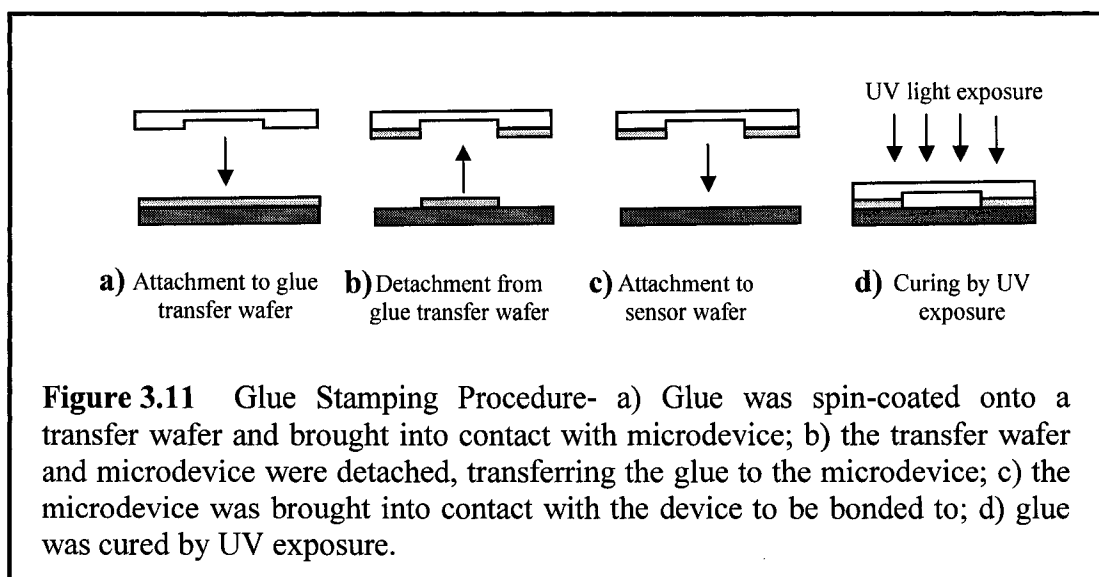 UV light exposure
a) Attachment to glue
transfer wafer
b) Detachment from
glue transfer wafer
c) Attachment to
sensor wafer
d) Curing by UV
exposure
Figure 3.11 Glue Stamping Procedure- a) Glue was spin-coated onto a
transfer wafer and brought into contact with microdevice; b) the transfer wafer
and microdevice were detached, transferring the glue to the microdevice; c) the
microdevice was brought into contact with the device to be bonded to; d) glue
was cured by UV exposure.